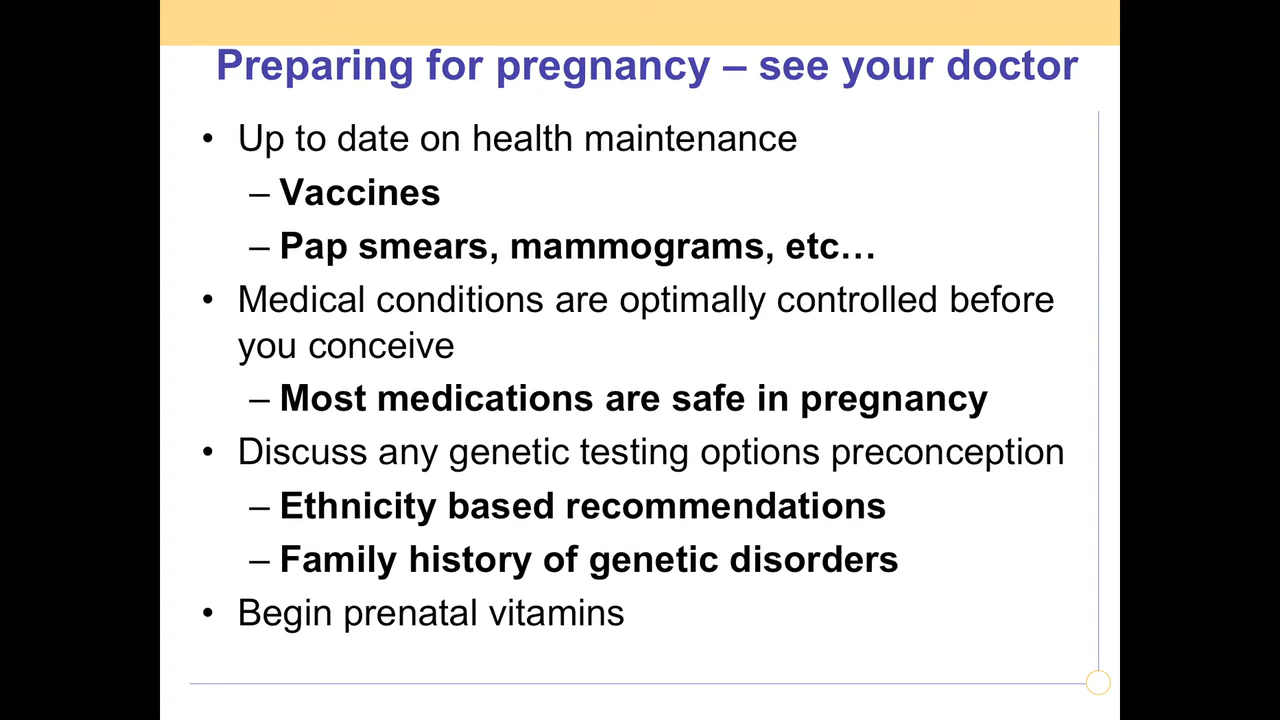 Preparing for pregnancy – see your doctor
• Up to date on health maintenance
– Vaccines
– Pap smears, mammograms, etc…
• Medical conditions are optimally controlled before
you conceive
– Most medications are safe in pregnancy
• Discuss any genetic testing options preconception
– Ethnicity based recommendations
– Family history of genetic disorders
• Begin prenatal vitamins